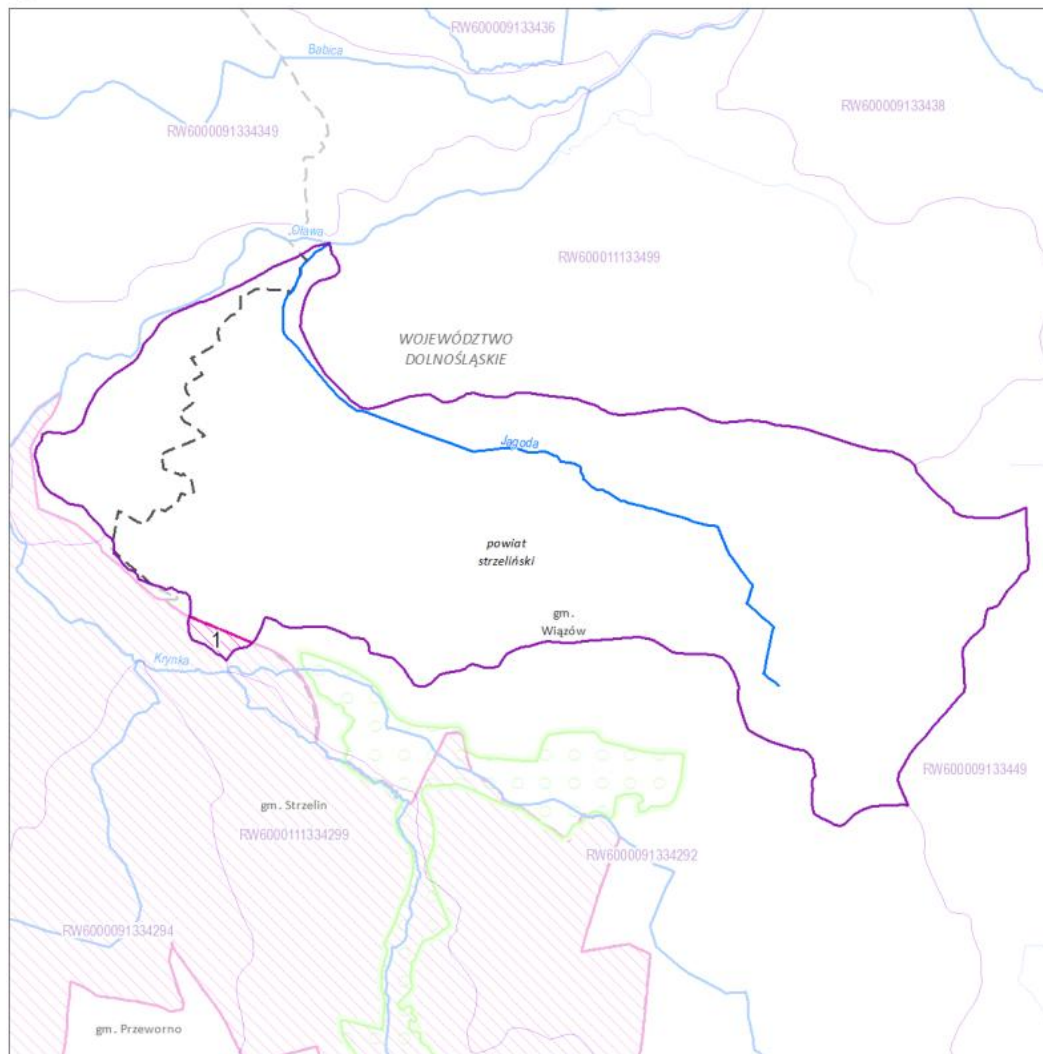 RW600009133436
Babica
RW600009133438
RW6000091334349
Oława
RW600011133499
WOJEWÓDZTWO
DOLNOŚLĄSKIE
Jagoda
powiat
strzeliński
gm.
Wiązów
1
Krynka
RW600009133449
gm. Strzelin
RW6000111334299
RW6000091334292
RW6000091334294
gm. Przeworno